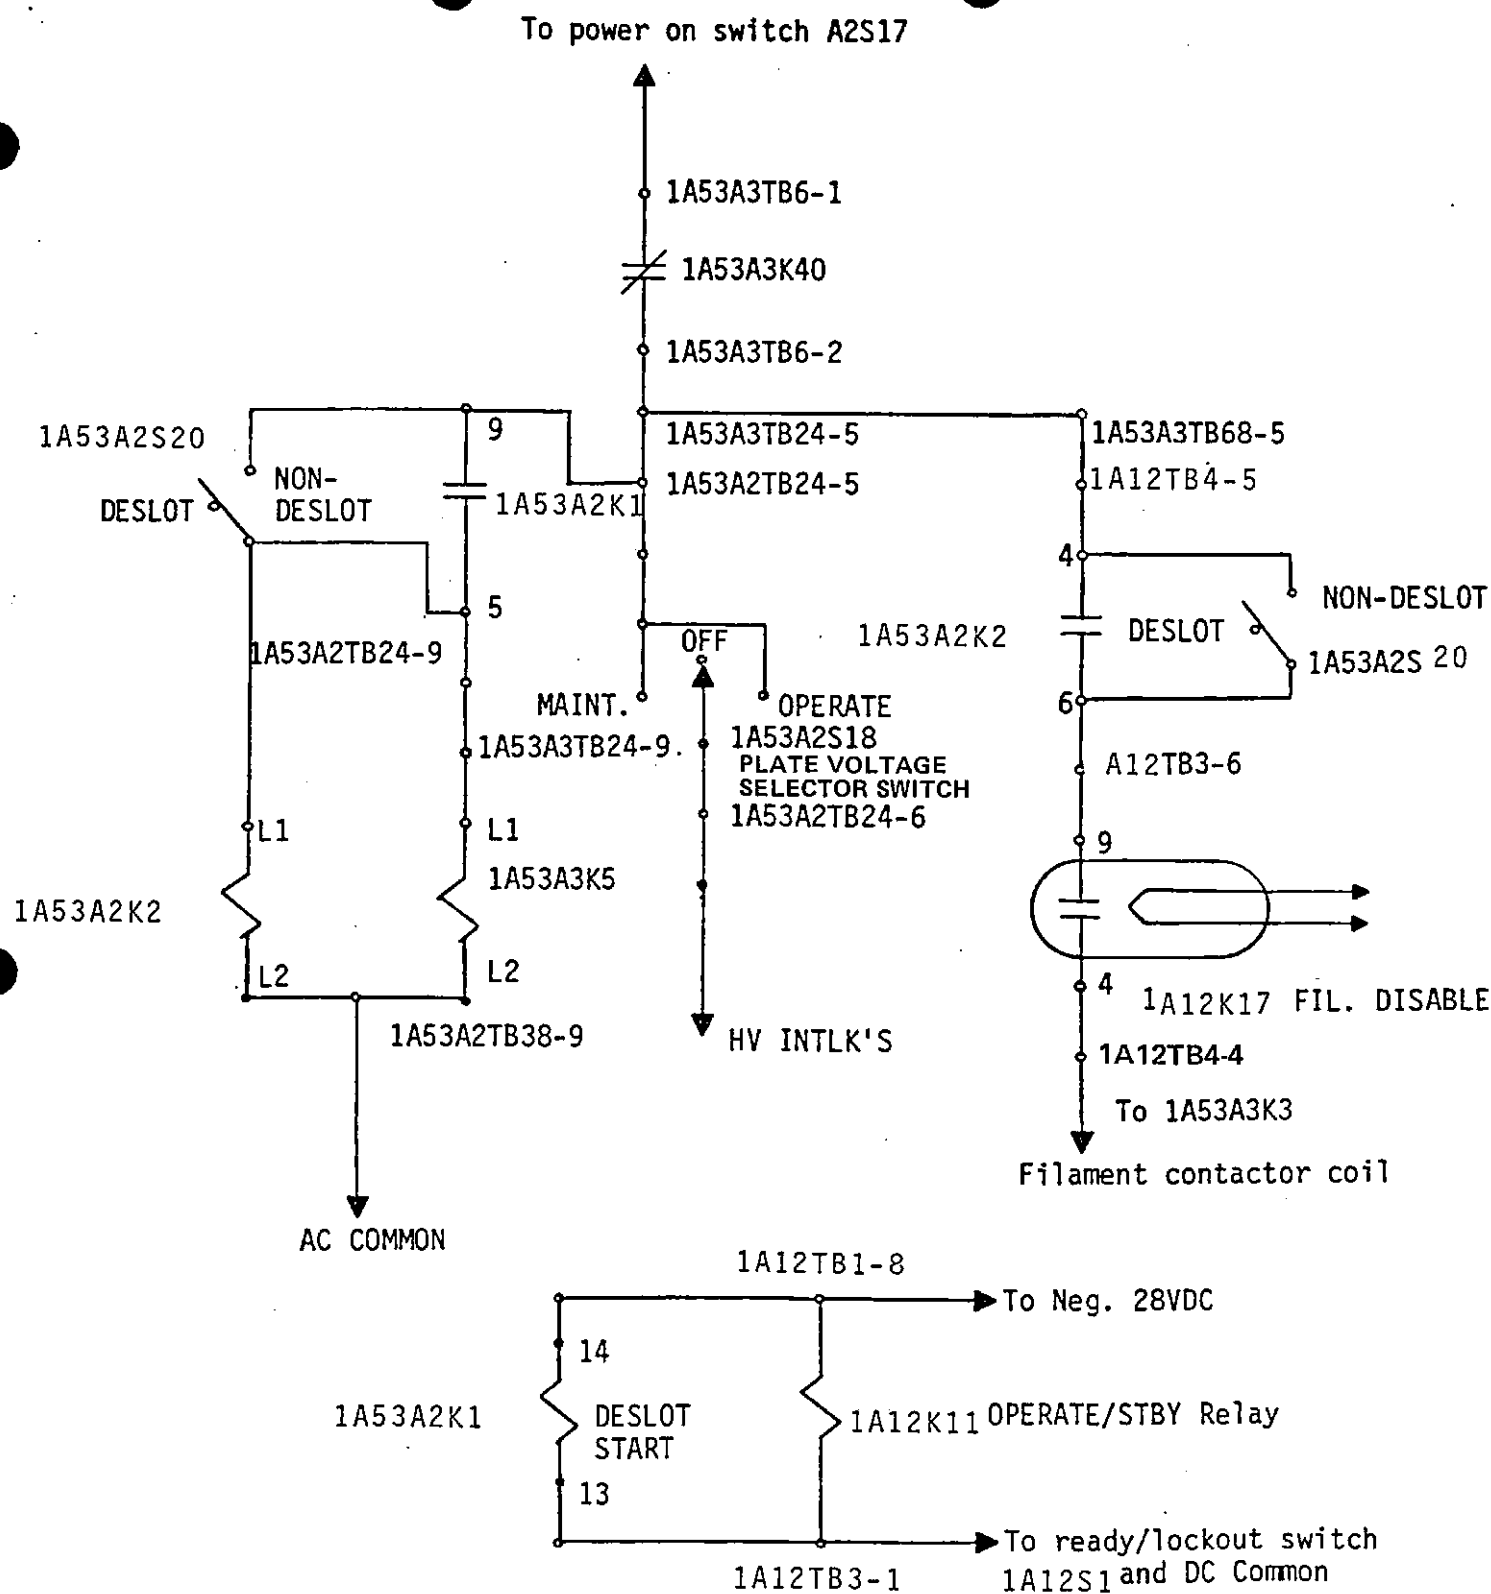 To power on switch A2S17
1A53A3TB6-1
1A53A3K40
1A53A3TB6-2
1A53A2S20
9
1A53A3TB24-5
1A53A3TB68-5
NON-
DESLOT
DESLOT
1A53A2K1
1A53A2TB24-5
1A12TB4-5
4
5
NON-DESLOT
1A53A2TB24-9
OFF
1A53A2K2
DESLOT
1A53A2S 20
MAINT.
OPERATE
6
1A53A3TB24-9.
1A53A2S18
PLATE VOLTAGE
SELECTOR SWITCH
1A53A2TB24-6
A12TB3-6
L1
L1
9
1A53A3K5
1A53A2K2
L2
L2
4
1A12K17 FIL. DISABLE
1A53A2TB38-9
HV INTLK'S
1A12TB4-4
To 1A53A3K3
Filament contactor coil
AC COMMON
1A12TB1-8
To Neg. 28VDC
14
1A53A2K1
DESLOT
START
1A12K11 OPERATE/STBY Relay
13
To ready/lockout switch
1A12S1 and DC Common
1A12TB3-1